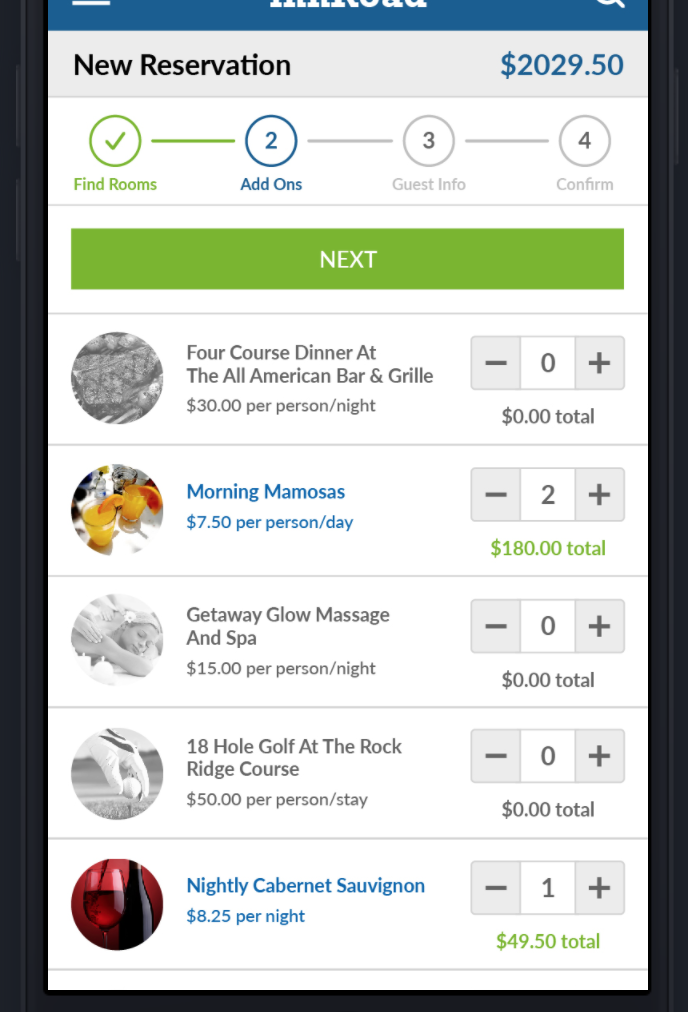 InnRoad
New Reservation
$2029.50
2
3
4
Find Rooms
Add Ons
Guest Info
Confirm
NEXT
Four Course Dinner At
The All American Bar & Grille
$30.00 per person/night
− 0 +
$0.00 total
Morning Mamosas
$7.50 per person/day
− 2 +
$180.00 total
Getaway Glow Massage
And Spa
$15.00 per person/night
− 0 +
$0.00 total
18 Hole Golf At The Rock
Ridge Course
$50.00 per person/stay
− 0 +
$0.00 total
Nightly Cabernet Sauvignon
$8.25 per night
− 1 +
$49.50 total